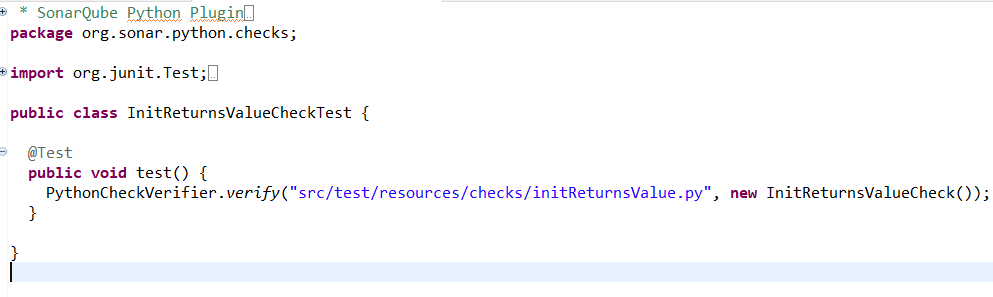 * SonarQube Python Plugin
package org.sonar.python.checks;
import org.junit.Test;
public class InitReturnsValueCheckTest {
@Test
public void test() {
PythonCheckVerifier.verify("src/test/resources/checks/initReturnsValue.py", new InitReturnsValueCheck());
}
}